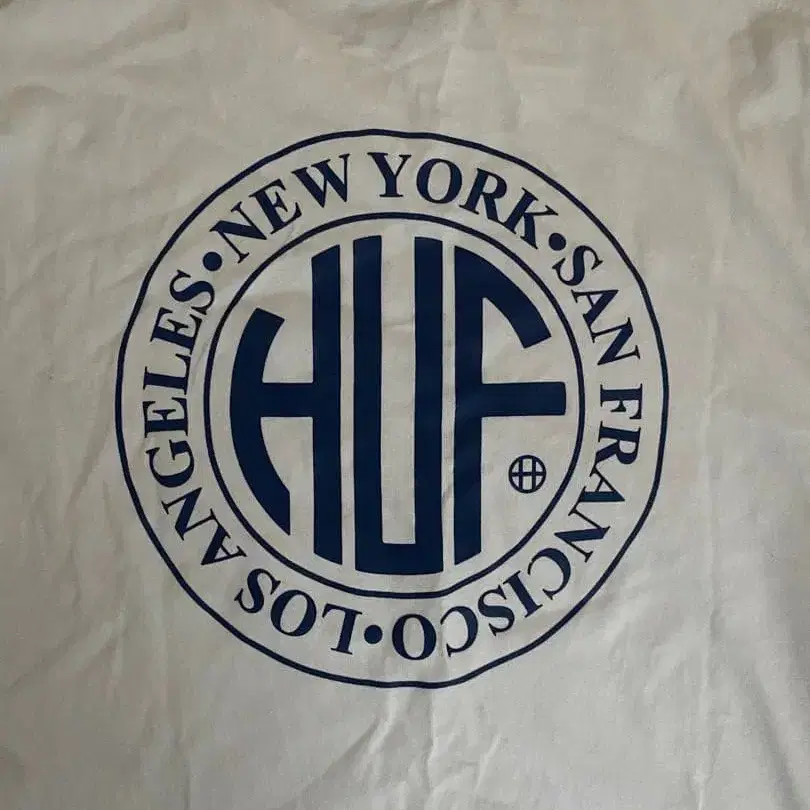 NEW YORK • SAN FRANCISCO • LOS ANGELES •
HUF
H